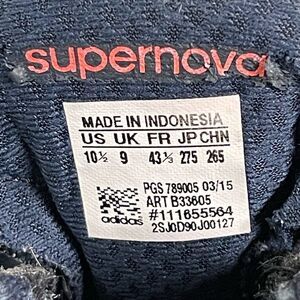 supernova
MADE IN INDONESIA
US UK FR JP CHN
10½ 9 43⅓ 275 265
PGS 789005 03/15
ART B33605
#111655564
adidas 2SJ0D90J00127